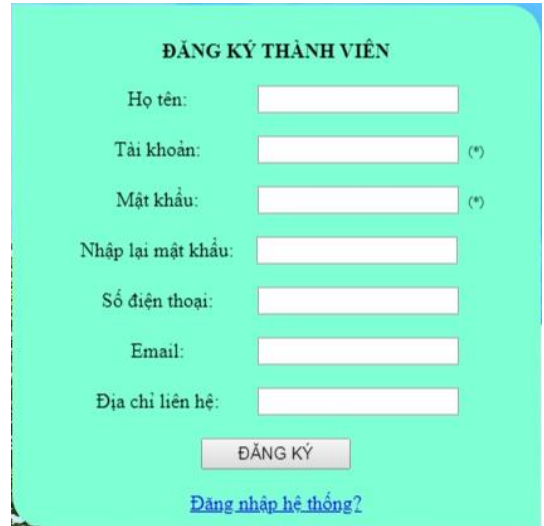 ĐĂNG KÝ THÀNH VIÊN
Họ tên:
Tài khoản: (*)
Mật khẩu: (*)
Nhập lại mật khẩu:
Số điện thoại:
Email:
Địa chỉ liên hệ:
ĐĂNG KÝ
Đăng nhập hệ thống?